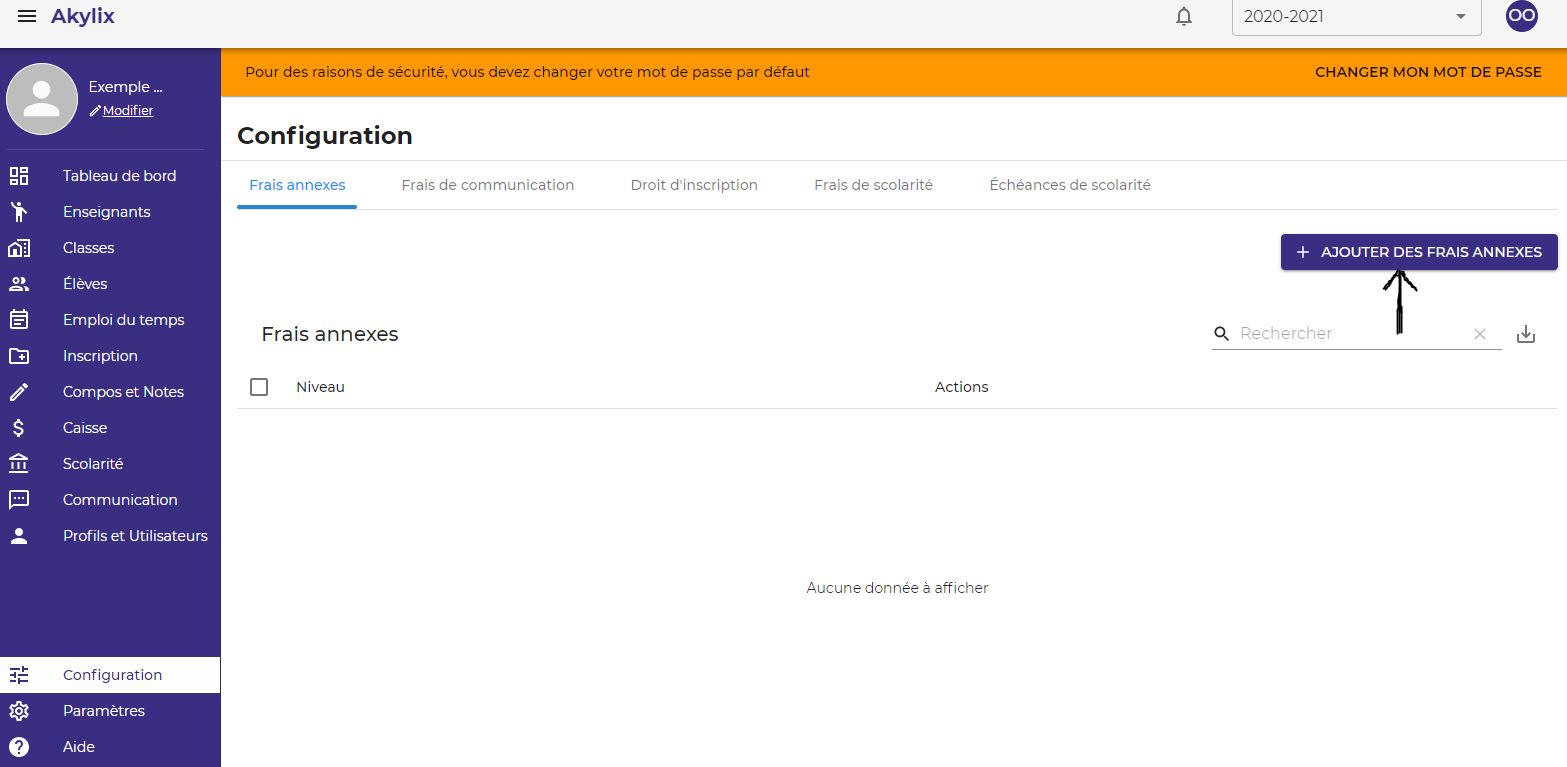 Akylix
2020-2021
OO
Exemple ...
Modifier
Pour des raisons de sécurité, vous devez changer votre mot de passe par défaut
CHANGER MON MOT DE PASSE
Tableau de bord
Enseignants
Classes
Élèves
Emploi du temps
Inscription
Compos et Notes
Caisse
Scolarité
Communication
Profils et Utilisateurs
Configuration
Paramètres
Aide
Configuration
Frais annexes
Frais de communication
Droit d'inscription
Frais de scolarité
Échéances de scolarité
AJOUTER DES FRAIS ANNEXES
Frais annexes
Rechercher
Niveau
Actions
Aucune donnée à afficher